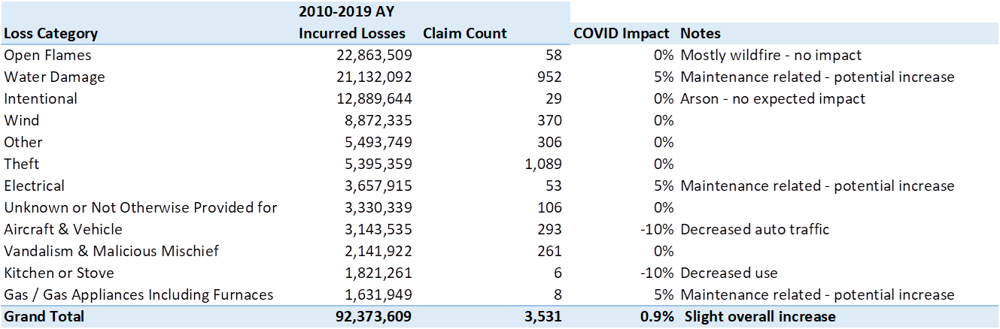 2010-2019 AY
Loss Category Incurred Losses Claim Count COVID Impact Notes
Open Flames 22,863,509 58 0% Mostly wildfire - no impact
Water Damage 21,132,092 952 5% Maintenance related - potential increase
Intentional 12,889,644 29 0% Arson - no expected impact
Wind 8,872,335 370 0%
Other 5,493,749 306 0%
Theft 5,395,359 1,089 0%
Electrical 3,657,915 53 5% Maintenance related - potential increase
Unknown or Not Otherwise Provided for 3,330,339 106 0%
Aircraft & Vehicle 3,143,535 293 -10% Decreased auto traffic
Vandalism & Malicious Mischief 2,141,922 261 0%
Kitchen or Stove 1,821,261 6 -10% Decreased use
Gas / Gas Appliances Including Furnaces 1,631,949 8 5% Maintenance related - potential increase
Grand Total 92,373,609 3,531 0.9% Slight overall increase